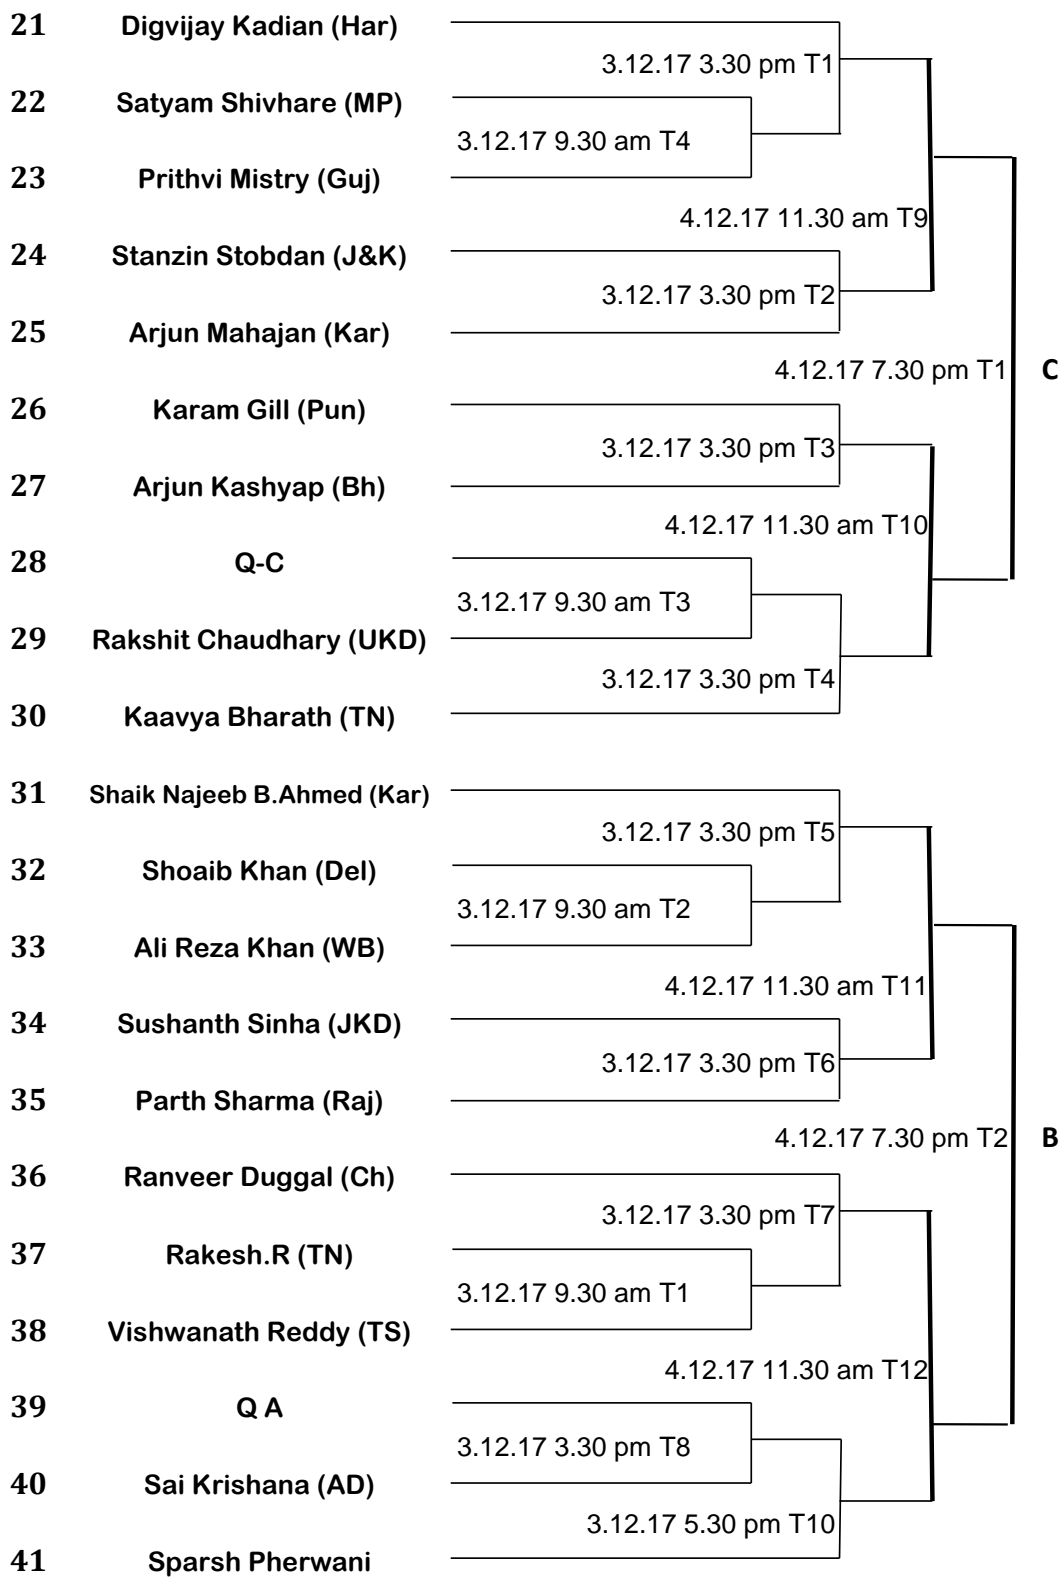 21 Digvijay Kadian (Har)
3.12.17 3.30 pm T1
22 Satyam Shivhare (MP)
3.12.17 9.30 am T4
23 Prithvi Mistry (Guj)
4.12.17 11.30 am T9
24 Stanzin Stobdan (J&K)
3.12.17 3.30 pm T2
25 Arjun Mahajan (Kar)
4.12.17 7.30 pm T1 C
26 Karam Gill (Pun)
3.12.17 3.30 pm T3
27 Arjun Kashyap (Bh)
4.12.17 11.30 am T10
28 Q-C
3.12.17 9.30 am T3
29 Rakshit Chaudhary (UKD)
3.12.17 3.30 pm T4
30 Kaavya Bharath (TN)
31 Shaik Najeeb B.Ahmed (Kar)
3.12.17 3.30 pm T5
32 Shoaib Khan (Del)
3.12.17 9.30 am T2
33 Ali Reza Khan (WB)
4.12.17 11.30 am T11
34 Sushanth Sinha (JKD)
3.12.17 3.30 pm T6
35 Parth Sharma (Raj)
4.12.17 7.30 pm T2 B
36 Ranveer Duggal (Ch)
3.12.17 3.30 pm T7
37 Rakesh.R (TN)
3.12.17 9.30 am T1
38 Vishwanath Reddy (TS)
4.12.17 11.30 am T12
39 Q A
3.12.17 3.30 pm T8
40 Sai Krishana (AD)
3.12.17 5.30 pm T10
41 Sparsh Pherwani